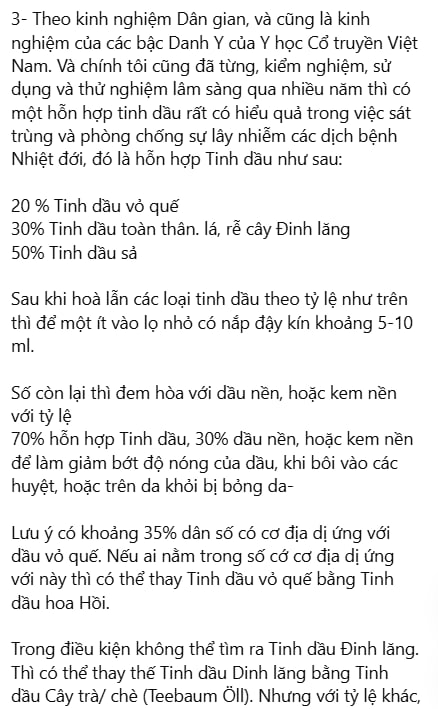 3- Theo kinh nghiệm Dân gian, và cũng là kinh
nghiệm của các bậc Danh Y của Y học Cổ truyền Việt
Nam. Và chính tôi cũng đã từng, kiểm nghiệm, sử
dụng và thử nghiệm lâm sàng qua nhiều năm thì có
một hỗn hợp tinh dầu rất có hiểu quả trong việc sát
trùng và phòng chống sự lây nhiễm các dịch bệnh
Nhiệt đới, đó là hỗn hợp Tinh dầu như sau:
20 % Tinh dầu vỏ quế
30% Tinh dầu toàn thân. lá, rễ cây Đinh lăng
50% Tinh dầu sả
Sau khi hoà lẫn các loại tinh dầu theo tỷ lệ như trên
thì để một ít vào lọ nhỏ có nắp đậy kín khoảng 5-10
ml.
Số còn lại thì đem hòa với dầu nền, hoặc kem nền
với tỷ lệ
70% hỗn hợp Tinh dầu, 30% dầu nền, hoặc kem nền
để làm giảm bớt độ nóng của dầu, khi bôi vào các
huyệt, hoặc trên da khỏi bị bỏng da-
Lưu ý có khoảng 35% dân số có cơ địa dị ứng với
dầu vỏ quế. Nếu ai nằm trong số cớ cơ địa dị ứng
với này thì có thể thay Tinh dầu vỏ quế bằng Tinh
dầu hoa Hồi.
Trong điều kiện không thể tìm ra Tinh dầu Đinh lăng.
Thì có thể thay thế Tinh dầu Dinh lăng bằng Tinh
dầu Cây trà/ chè (Teebaum Öll). Nhưng với tỷ lệ khác,